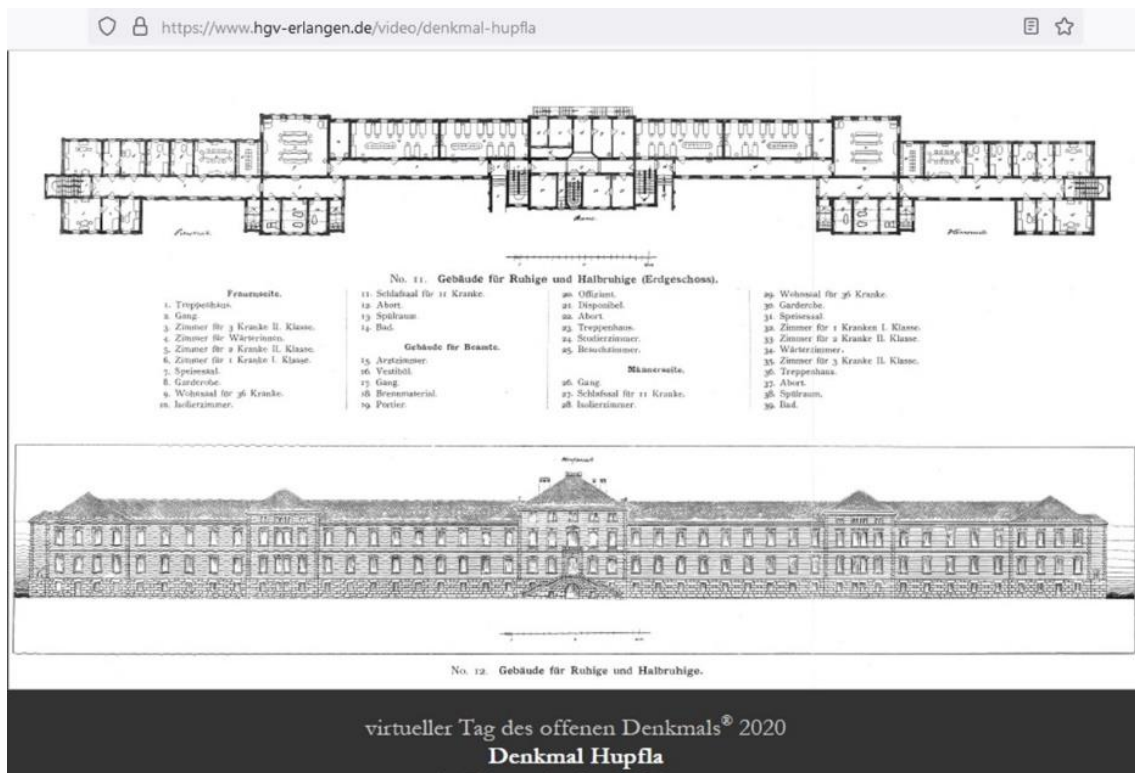 https://www.hgv-erlangen.de/video/denkmal-hupfla
No. 11. Gebäude für Ruhige und Halbruhige (Erdgeschoss).
Frauenseite.
1. Treppenhaus.
2. Gang.
3. Zimmer für 3 Kranke II. Klasse.
4. Zimmer für Wärterinnen.
5. Zimmer für 2 Kranke II. Klasse.
6. Zimmer für 1 Kranke I. Klasse.
7. Speisesaal.
8. Garderobe.
9. Wohnsaal für 36 Kranke.
10. Isolierzimmer.
11. Schlafsaal für 11 Kranke.
12. Abort.
13. Spülraum.
14. Bad.
Gebäude für Beamte.
15. Arztzimmer.
16. Vestibül.
17. Gang.
18. Brennmaterial.
19. Portier.
20. Offiziant.
21. Disponibel.
22. Abort.
23. Treppenhaus.
24. Studierzimmer.
25. Besuchzimmer.
Männerseite.
26. Gang.
27. Schlafsaal für 11 Kranke.
28. Isolierzimmer.
29. Wohnsaal für 36 Kranke.
30. Garderobe.
31. Speisesaal.
32. Zimmer für 1 Kranken I. Klasse.
33. Zimmer für 2 Kranke II. Klasse.
34. Wärterzimmer.
35. Zimmer für 3 Kranke II. Klasse.
36. Treppenhaus.
37. Abort.
38. Spülraum.
39. Bad.
No. 12. Gebäude für Ruhige und Halbruhige.
virtueller Tag des offenen Denkmals® 2020
Denkmal Hupfla